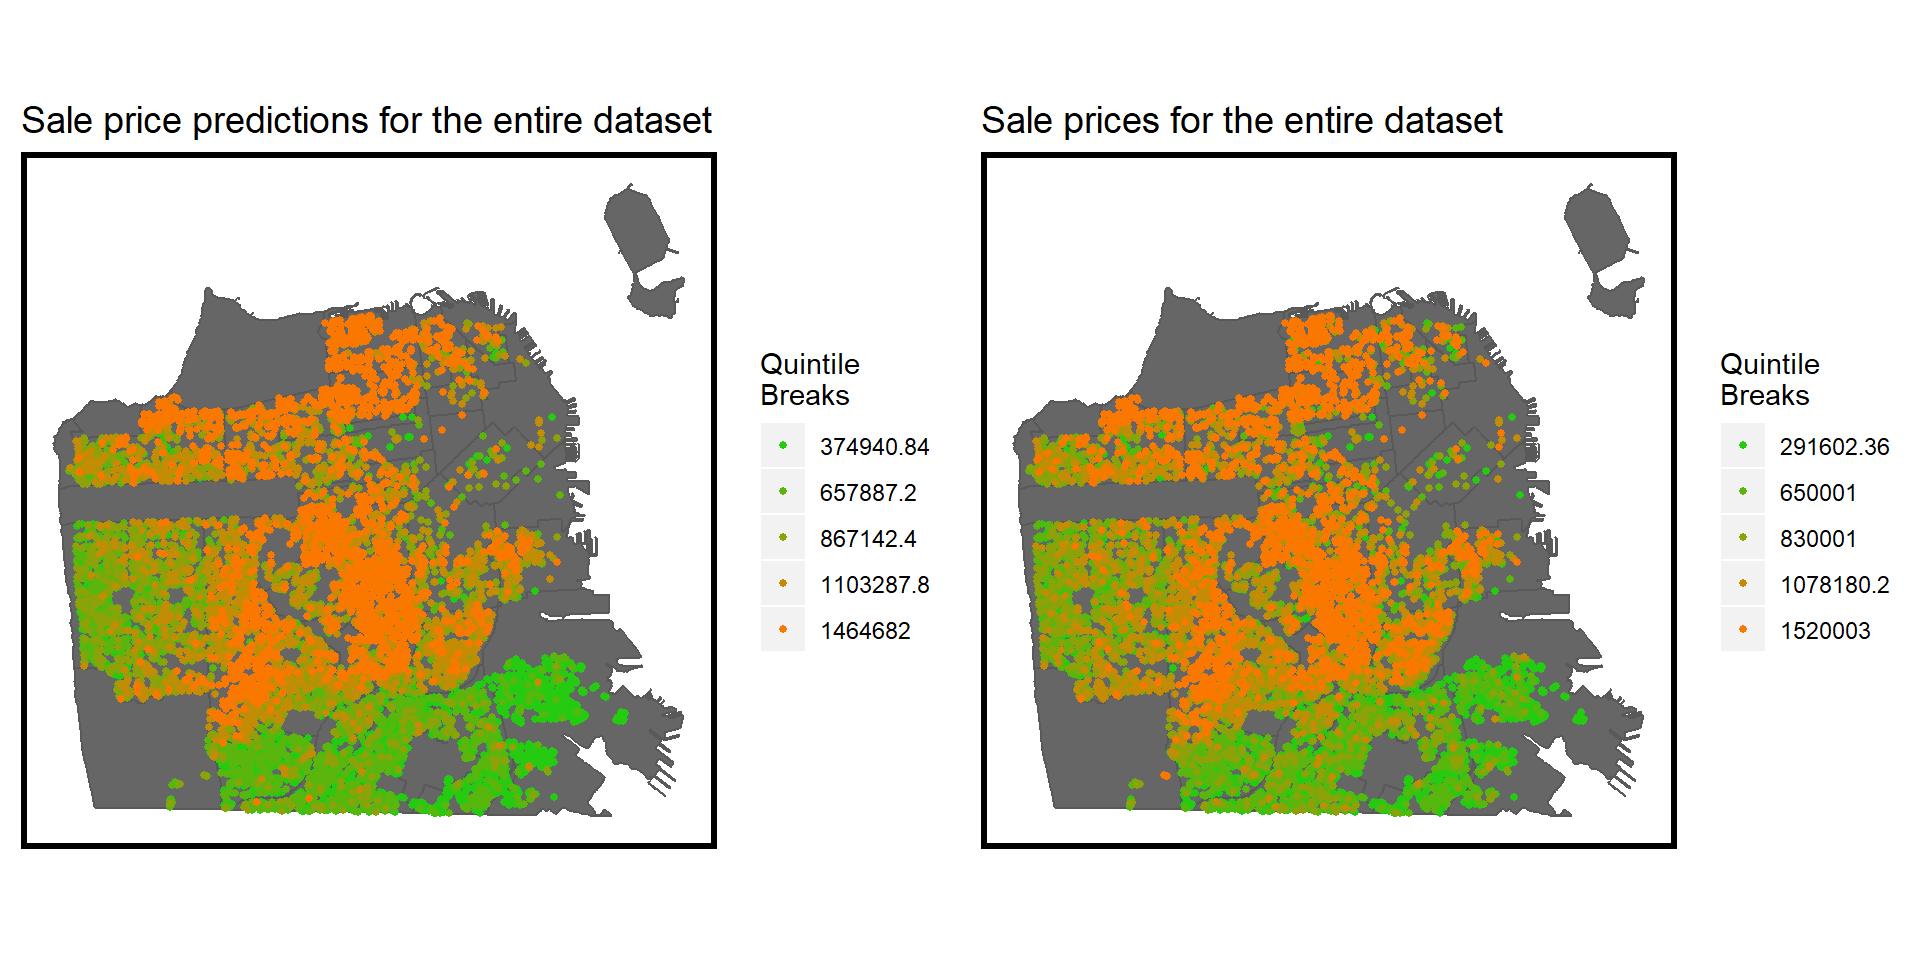 Sale price predictions for the entire dataset
Quintile
Breaks
374940.84
657887.2
867142.4
1103287.8
1464682
Sale prices for the entire dataset
Quintile
Breaks
291602.36
650001
830001
1078180.2
1520003